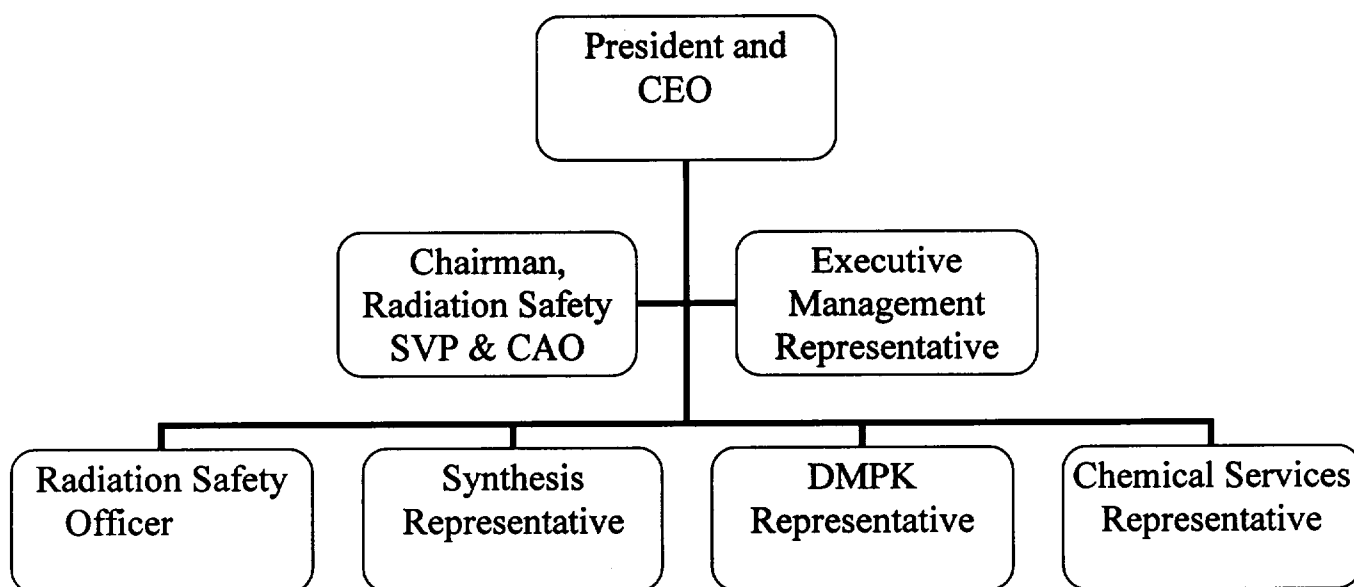 President and
CEO
Chairman,
Radiation Safety
SVP & CAO
Executive
Management
Representative
Radiation Safety
Officer
Synthesis
Representative
DMPK
Representative
Chemical Services
Representative